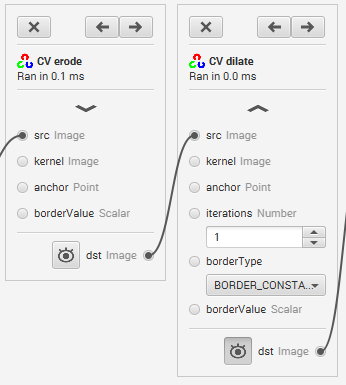 CV erode
Ran in 0.1 ms
src Image
kernel Image
anchor Point
borderValue Scalar
dst Image
CV dilate
Ran in 0.0 ms
src Image
kernel Image
anchor Point
iterations Number
1
borderType
BORDER_CONSTA...
borderValue Scalar
dst Image